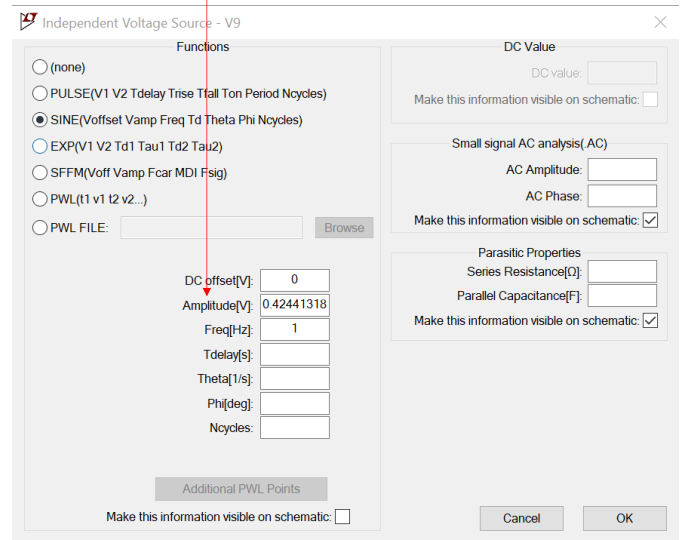 Independent Voltage Source - V9
Functions
(none)
PULSE(V1 V2 Tdelay Trise Tfall Ton Period Ncycles)
SINE(Voffset Vamp Freq Td Theta Phi Ncycles)
EXP(V1 V2 Td1 Tau1 Td2 Tau2)
SFFM(Voff Vamp Fcar MDI Fsig)
PWL(t1 v1 t2 v2...)
PWL FILE: Browse
DC offset[V]: 0
Amplitude[V]: 0.42441318
Freq[Hz]: 1
Tdelay[s]:
Theta[1/s]:
Phi[deg]:
Ncycles:
Additional PWL Points
Make this information visible on schematic:
DC Value
DC value:
Make this information visible on schematic:
Small signal AC analysis(.AC)
AC Amplitude:
AC Phase:
Make this information visible on schematic:
Parasitic Properties
Series Resistance[Ω]:
Parallel Capacitance[F]:
Make this information visible on schematic:
Cancel OK